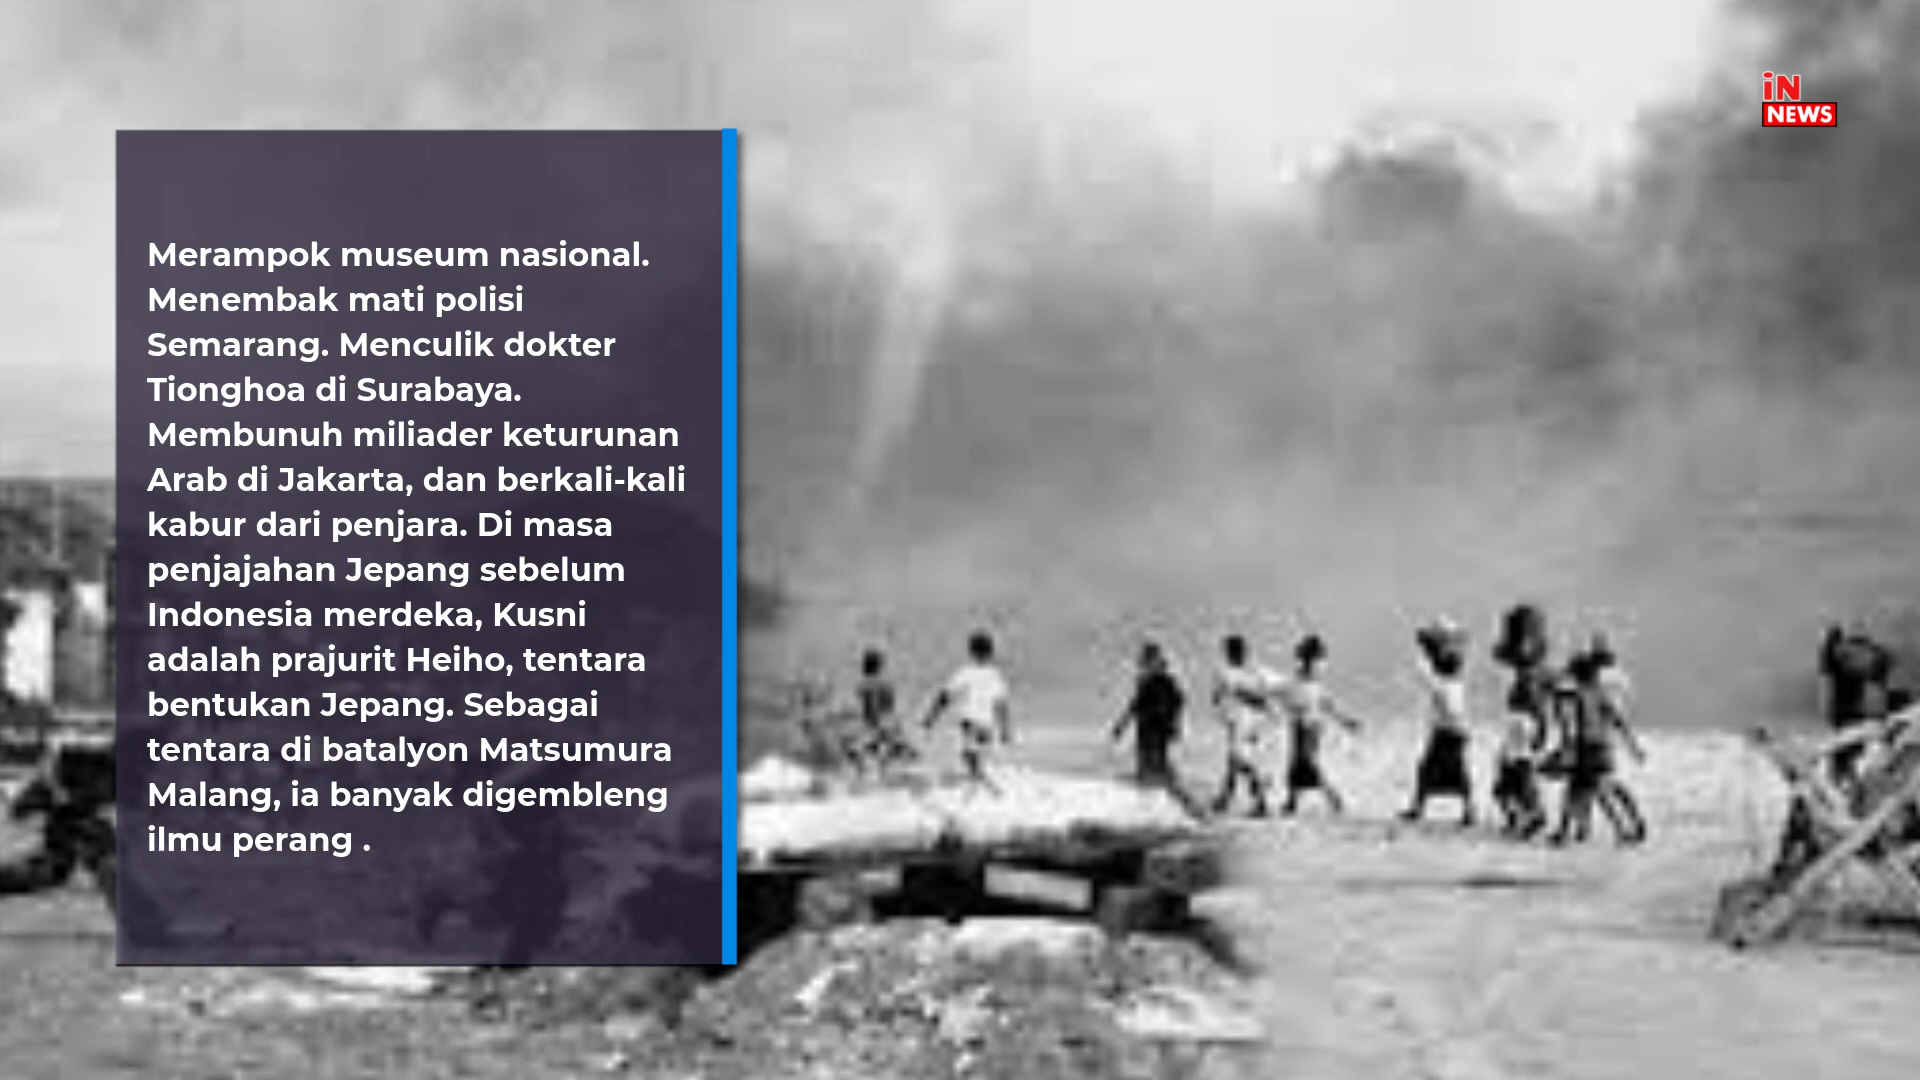 iN
NEWS
Merampok museum nasional.
Menembak mati polisi
Semarang. Menculik dokter
Tionghoa di Surabaya.
Membunuh miliader keturunan
Arab di Jakarta, dan berkali-kali
kabur dari penjara. Di masa
penjajahan Jepang sebelum
Indonesia merdeka, Kusni
adalah prajurit Heiho, tentara
bentukan Jepang. Sebagai
tentara di batalyon Matsumura
Malang, ia banyak digembleng
ilmu perang .